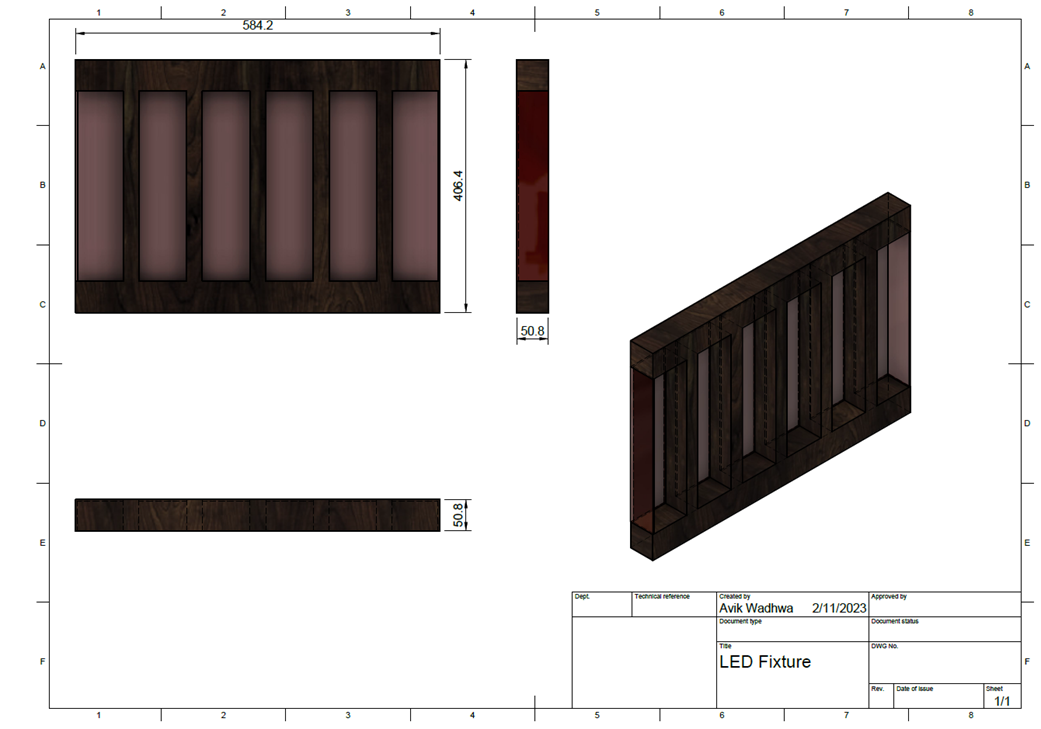 1 2 3 4 5 6 7 8
584.2
A A
406.4
B B
C C
50.8
D D
50.8
E E
Dept. Technical reference Created by Approved by
Avik Wadhwa 2/11/2023
Document type Document status
Title DWG No.
LED Fixture
F F
Rev. Date of issue Sheet
1/1
1 2 3 4 5 6 7 8